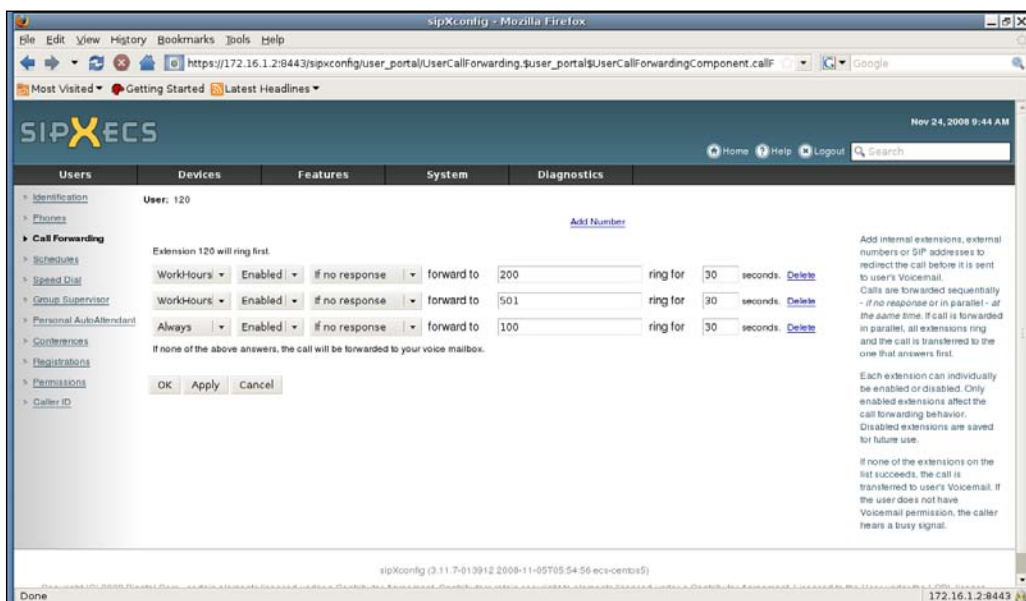 sipXconfig - Mozilla Firefox
File Edit View History Bookmarks Tools Help
https://172.16.1.2:8443/sipxconfig/user_portal/UserCallForwarding,$user_portal$UserCallForwardingComponent.callF
Google
Most Visited Getting Started Latest Headlines
SIPXECS
Nov 24, 2008 9:44 AM
Home Help Logout Search
Users Devices Features System Diagnostics
Identification
Phones
Call Forwarding
Schedules
Speed Dial
Group Supervisor
Personal AutoAttendant
Conferences
Registrations
Permissions
Caller ID
User: 120
Add Number
Extension 120 will ring first.
WorkHours Enabled If no response forward to 200 ring for 30 seconds. Delete
WorkHours Enabled If no response forward to 501 ring for 30 seconds. Delete
Always Enabled If no response forward to 100 ring for 30 seconds. Delete
If none of the above answers, the call will be forwarded to your voice mailbox.
OK Apply Cancel
Add internal extensions, external
numbers or SIP addresses to
redirect the call before it is sent
to user's Voicemail.
Calls are forwarded sequentially
- if no response or in parallel - at
the same time. If call is forwarded
in parallel, all extensions ring
and the call is transferred to the
one that answers first.
Each extension can individually
be enabled or disabled. Only
enabled extensions affect the
call forwarding behavior.
Disabled extensions are saved
for future use.
If none of the extensions on the
list succeeds, the call is
transferred to user's Voicemail. If
the user does not have
Voicemail permission, the caller
hears a busy signal.
sipXconfig (3.11.7-013912 2008-11-05T05:54:56 ecs-centos5)
Done
172.16.1.2:8443